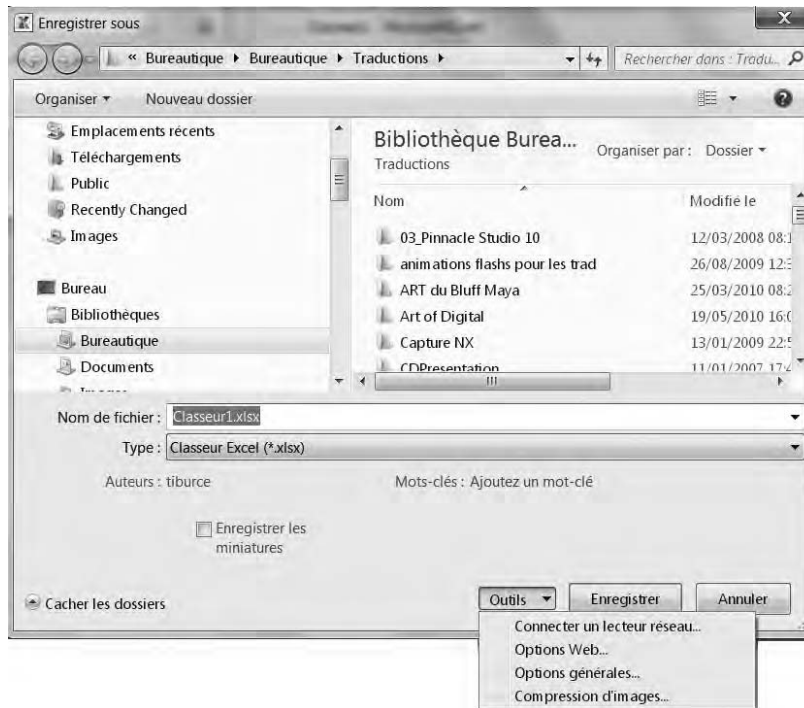 Enregistrer sous
« Bureautique ▸ Bureautique ▸ Traductions ▸
Rechercher dans : Tradu...
Organiser ▾ Nouveau dossier
Emplacements récents
Téléchargements
Public
Recently Changed
Images
Bureau
Bibliothèques
Bureautique
Documents
Bibliothèque Burea...
Traductions
Organiser par : Dossier ▾
Nom Modifié le
03_Pinnacle Studio 10 12/03/2008 08:1
animations flashs pour les trad 26/08/2009 12:
ART du Bluff Maya 25/03/2010 08:
Art of Digital 19/05/2010 16:
Capture NX 13/01/2009 22:
CDPresentation 11/01/2007 17:
Nom de fichier : Classeur1.xlsx
Type : Classeur Excel (*.xlsx)
Auteurs : tiburce Mots-clés : Ajoutez un mot-clé
Enregistrer les
miniatures
Cacher les dossiers
Outils ▾ Enregistrer Annuler
Connecter un lecteur réseau...
Options Web...
Options générales...
Compression d'images...